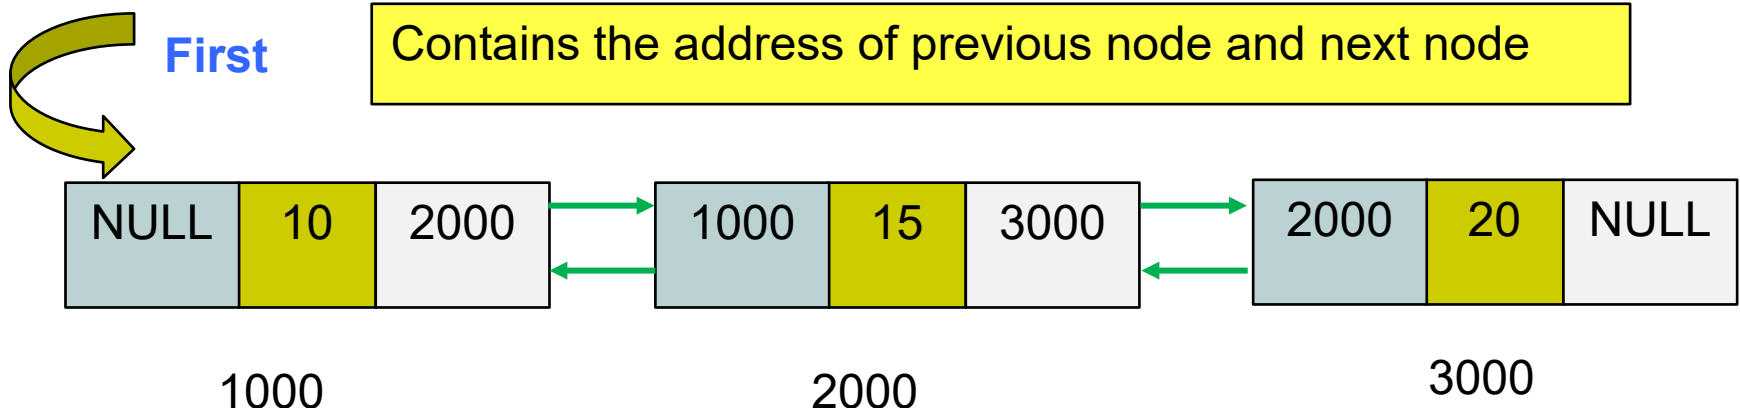 First
Contains the address of previous node and next node
NULL 10 2000 1000 15 3000 2000 20 NULL
1000 2000 3000